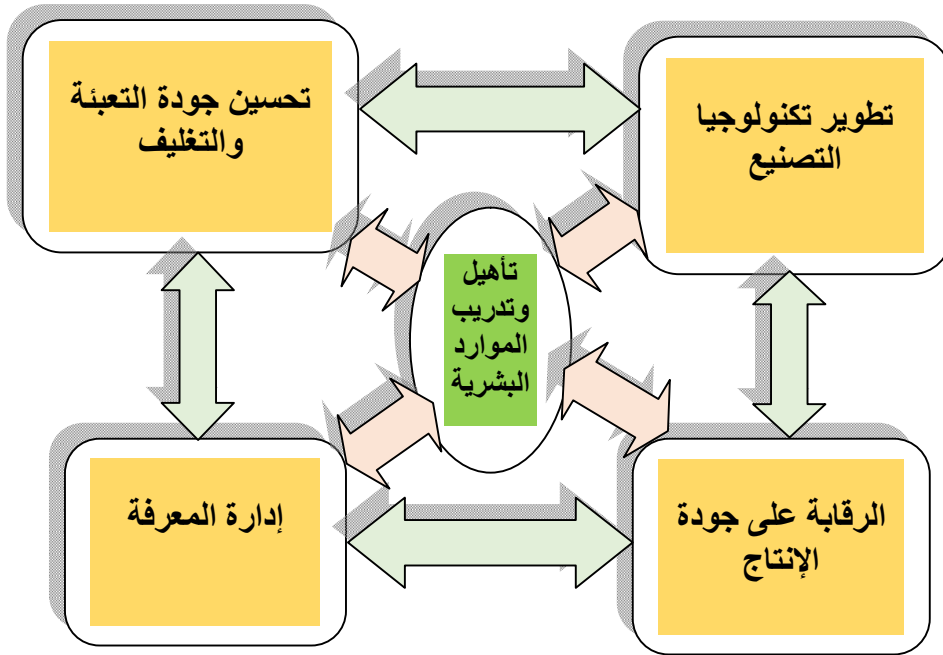 تطوير تكنولوجيا
التصنيع
تحسين جودة التعبئة
والتغليف
تأهيل
وتدريب
الموارد
البشرية
الرقابة على جودة
الإنتاج
إدارة المعرفة